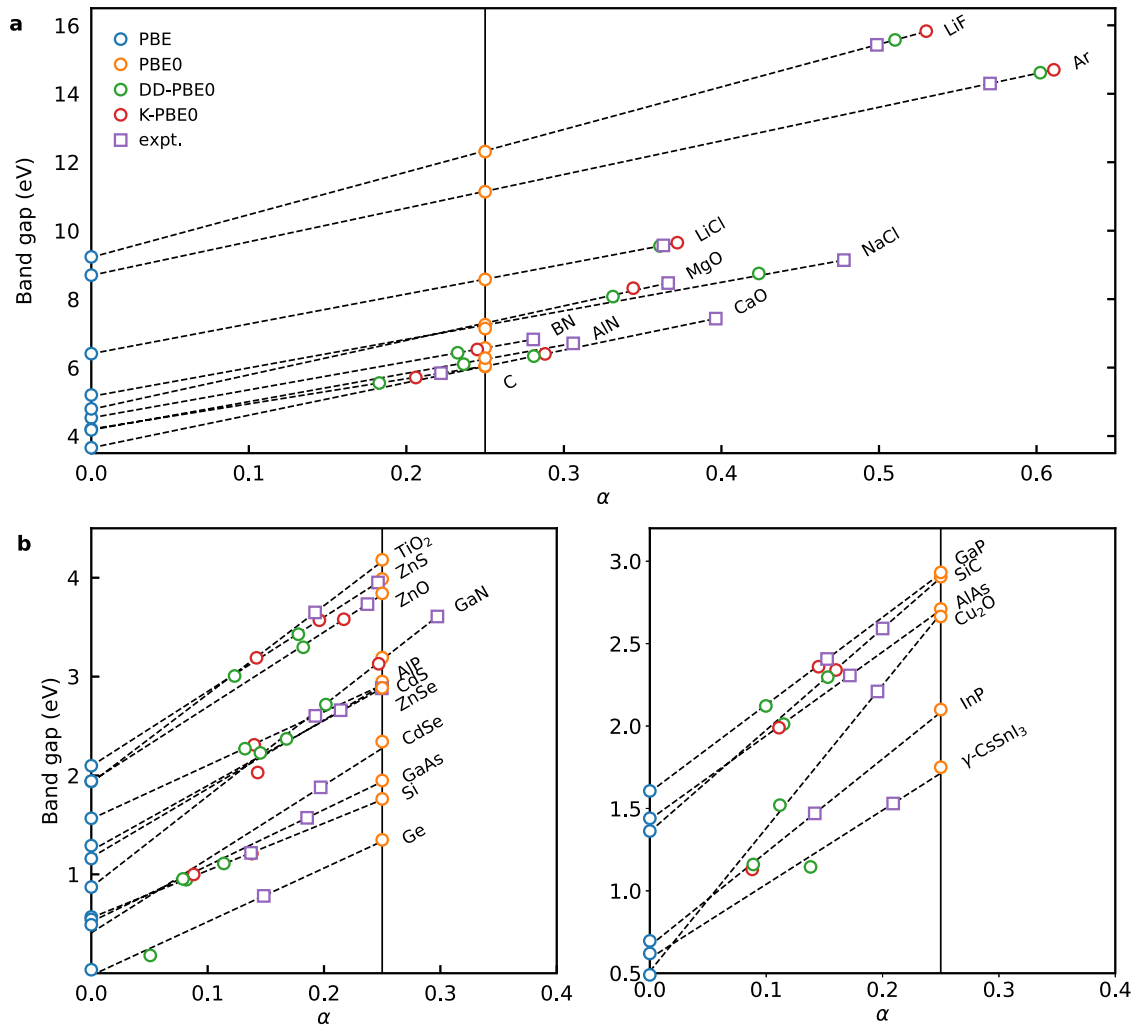 a
PBE
PBE0
DD-PBE0
K-PBE0
expt.
LiF
Ar
LiCl
MgO
NaCl
BN
AlN
CaO
C
Band gap (eV)
16
14
12
10
8
6
4
0.0 0.1 0.2 0.3 0.4 0.5 0.6
α
b
TiO₂
ZnS
ZnO
GaN
AlP
CdS
ZnSe
CdSe
GaAs
Si
Ge
Band gap (eV)
4
3
2
1
0.0 0.1 0.2 0.3 0.4
α
GaP
SiC
AlAs
Cu₂O
InP
γ-CsSnI₃
3.0
2.5
2.0
1.5
1.0
0.5
0.0 0.1 0.2 0.3 0.4
α